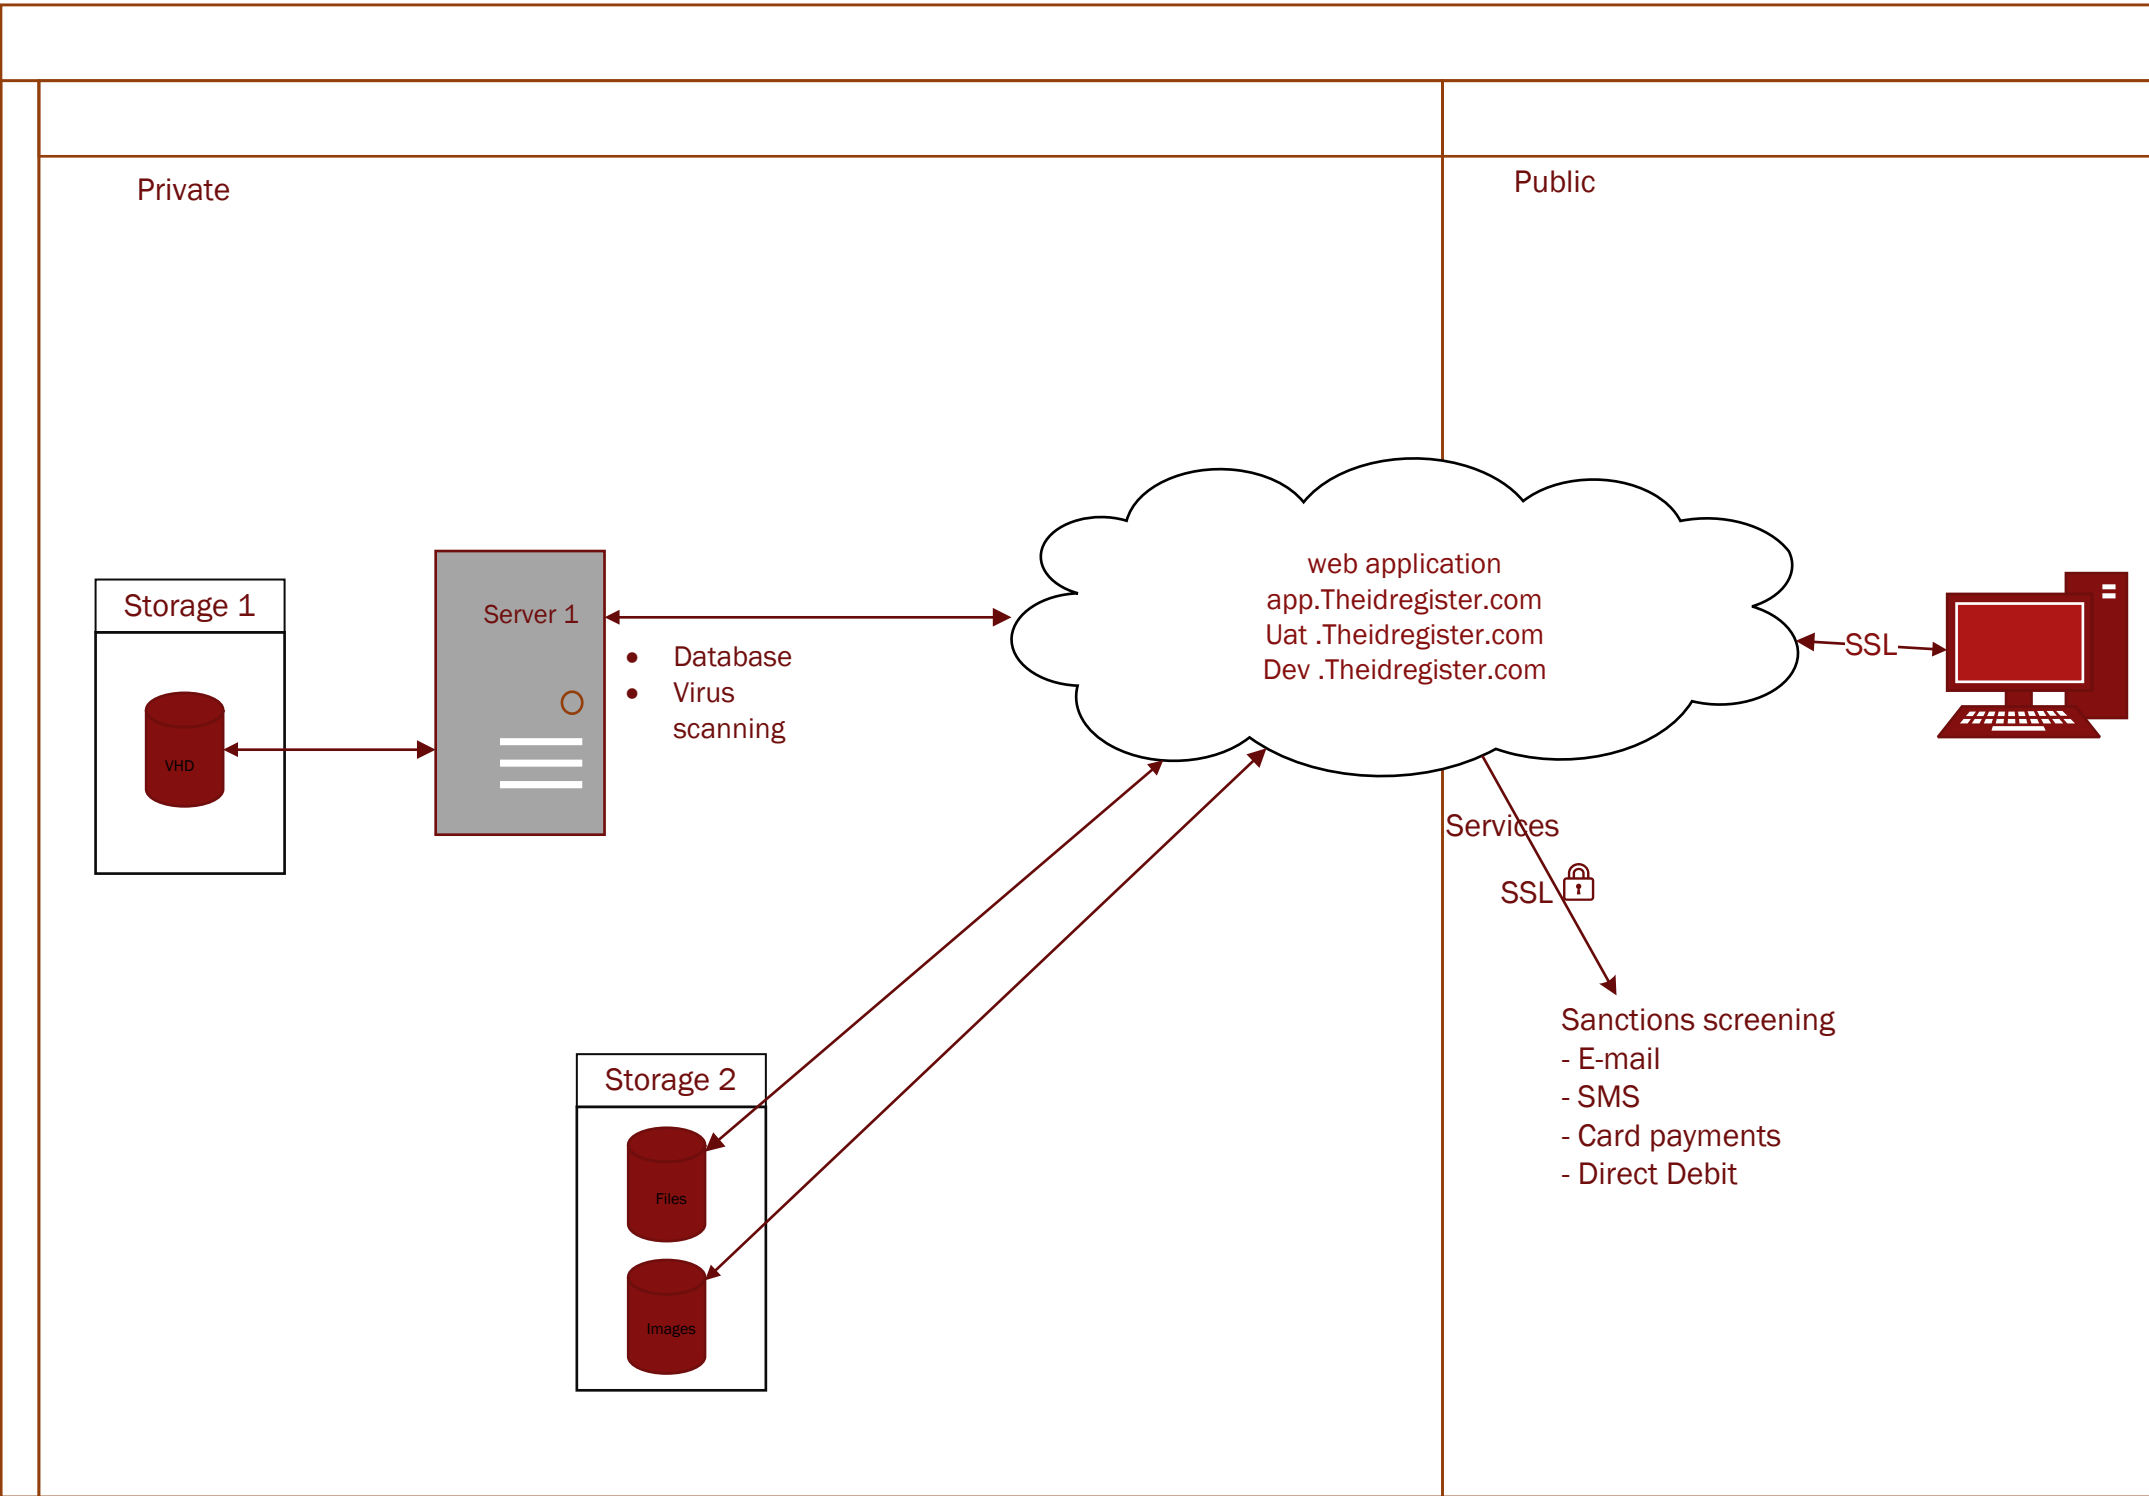 Private
Public
Storage 1
VHD
Server 1
• Database
• Virus
scanning
web application
app.Theidregister.com
Uat .Theidregister.com
Dev .Theidregister.com
SSL
Services
SSL
Sanctions screening
- E-mail
- SMS
- Card payments
- Direct Debit
Storage 2
Files
Images